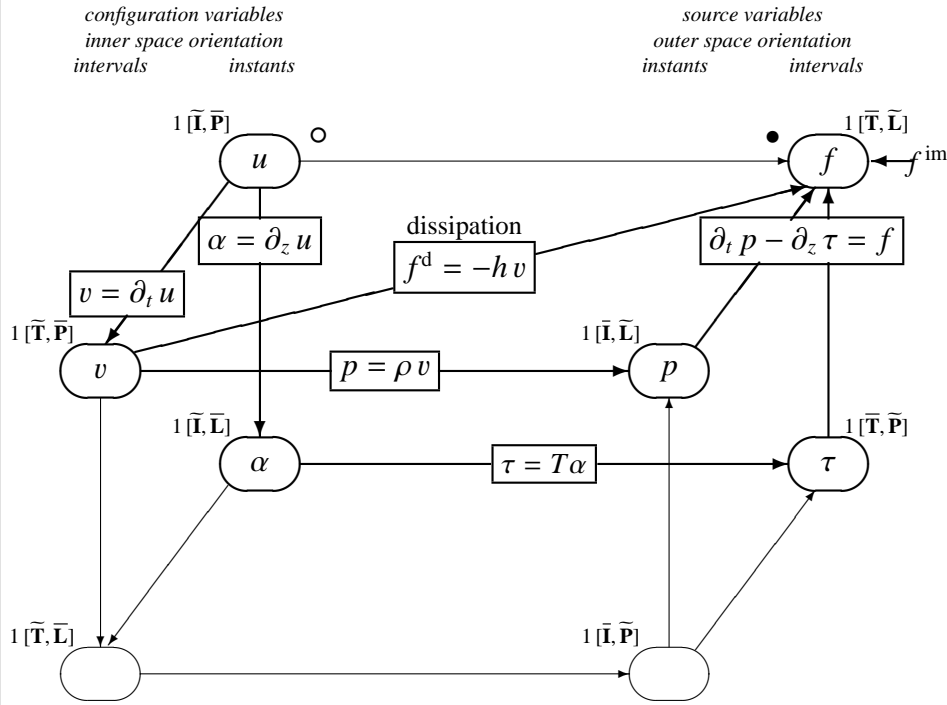 configuration variables
inner space orientation
intervals instants
source variables
outer space orientation
instants intervals
1 [Ĩ, P̅]
u
1 [T̅, L̃]
f
f^im
α = ∂_z u
dissipation
f^d = −h v
∂_t p − ∂_z τ = f
v = ∂_t u
1 [T̃, P̅]
v
p = ρ v
1 [I̅, L̃]
p
1 [Ĩ, L̅]
α
τ = Tα
1 [T̅, P̃]
τ
1 [T̃, L̅]
1 [I̅, P̃]